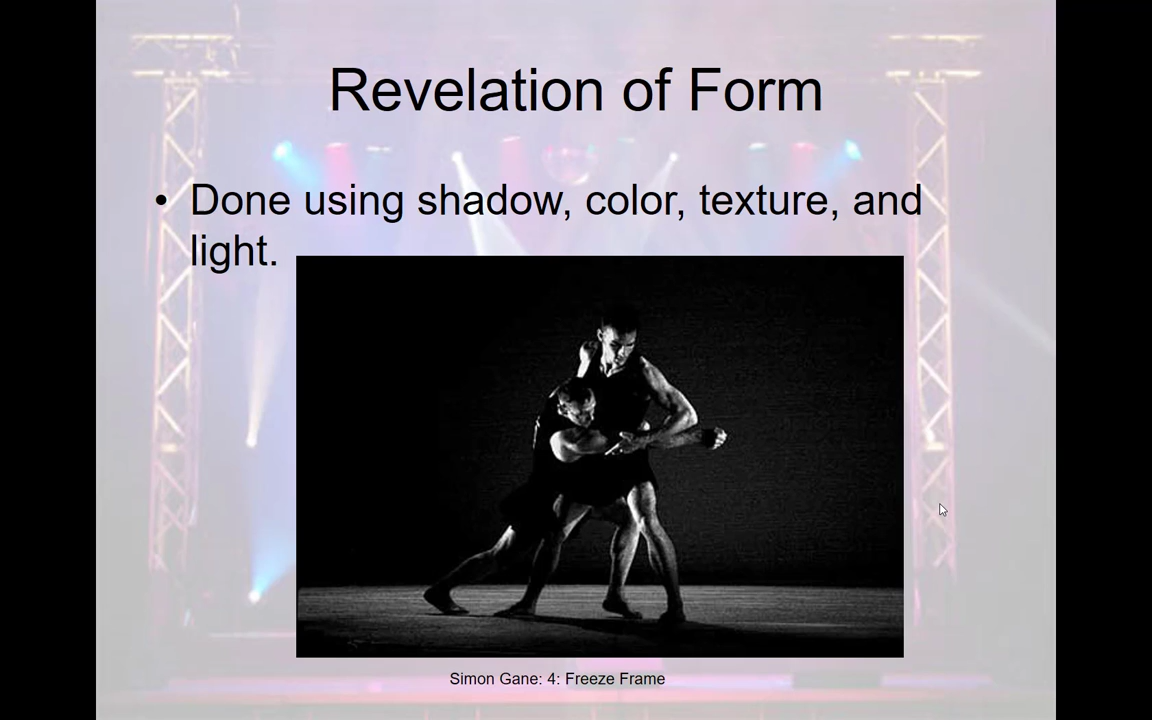 Revelation of Form
• Done using shadow, color, texture, and
light.
Simon Gane: 4: Freeze Frame